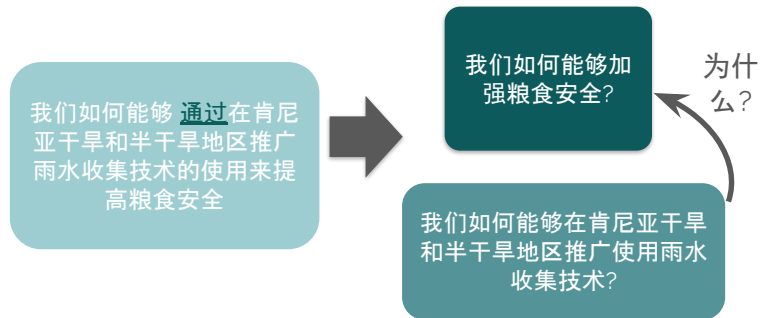 我们如何能够 通过在肯尼
亚干旱和半干旱地区推广
雨水收集技术的使用来提
高粮食安全
我们如何能够加
强粮食安全?
为什
么?
我们如何能够在肯尼亚干旱
和半干旱地区推广使用雨水
收集技术?